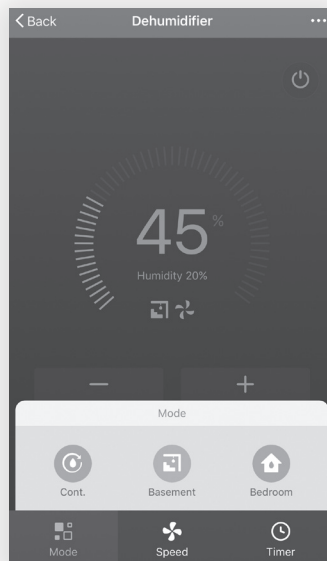 Back Dehumidifier ...
45 %
Humidity 20%
— +
Mode
Cont. Basement Bedroom
Mode Speed Timer